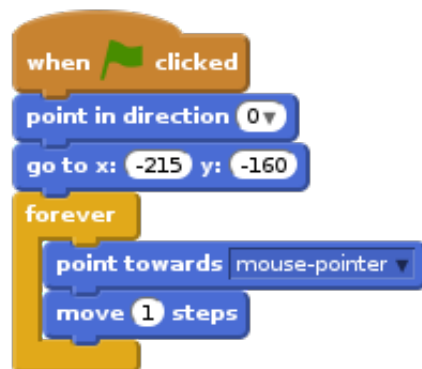 when clicked
point in direction 0
go to x: -215 y: -160
forever
point towards mouse-pointer
move 1 steps